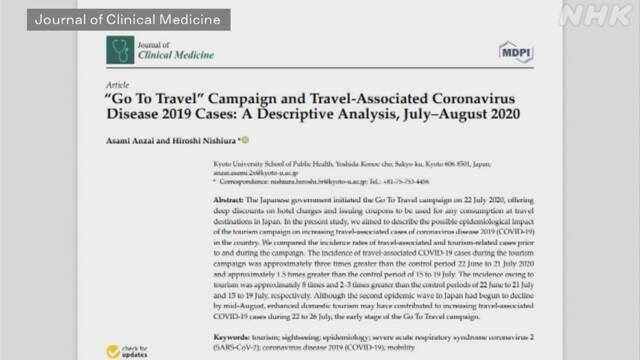 Journal of Clinical Medicine
NHK
Journal of
Clinical Medicine
MDPI
Article
“Go To Travel” Campaign and Travel-Associated Coronavirus
Disease 2019 Cases: A Descriptive Analysis, July–August 2020
Asami Anzai and Hiroshi Nishiura *
Kyoto University School of Public Health, Yoshida Konoe cho, Sakyo ku, Kyoto 606 8501, Japan;
anzai.asami.2n@kyoto-u.ac.jp
* Correspondence: nishiura.hiroshi.5r@kyoto-u.ac.jp; Tel.: +81-75-753-4456
Abstract: The Japanese government initiated the Go To Travel campaign on 22 July 2020, offering
deep discounts on hotel charges and issuing coupons to be used for any consumption at travel
destinations in Japan. In the present study, we aimed to describe the possible epidemiological impact
of the tourism campaign on increasing travel-associated cases of coronavirus disease 2019 (COVID-19)
in the country. We compared the incidence rates of travel-associated and tourism-related cases prior
to and during the campaign. The incidence of travel-associated COVID-19 cases during the tourism
campaign was approximately three times greater than the control period 22 June to 21 July 2020
and approximately 1.5 times greater than the control period of 15 to 19 July. The incidence owing to
tourism was approximately 8 times and 2–3 times greater than the control periods of 22 June to 21 July
and 15 to 19 July, respectively. Although the second epidemic wave in Japan had begun to decline
by mid-August, enhanced domestic tourism may have contributed to increasing travel-associated
COVID-19 cases during 22 to 26 July, the early stage of the Go To Travel campaign.
Keywords: tourism; sightseeing; epidemiology; severe acute respiratory syndrome coronavirus 2
(SARS-CoV-2); coronavirus disease 2019 (COVID-19); mobility
check for
updates